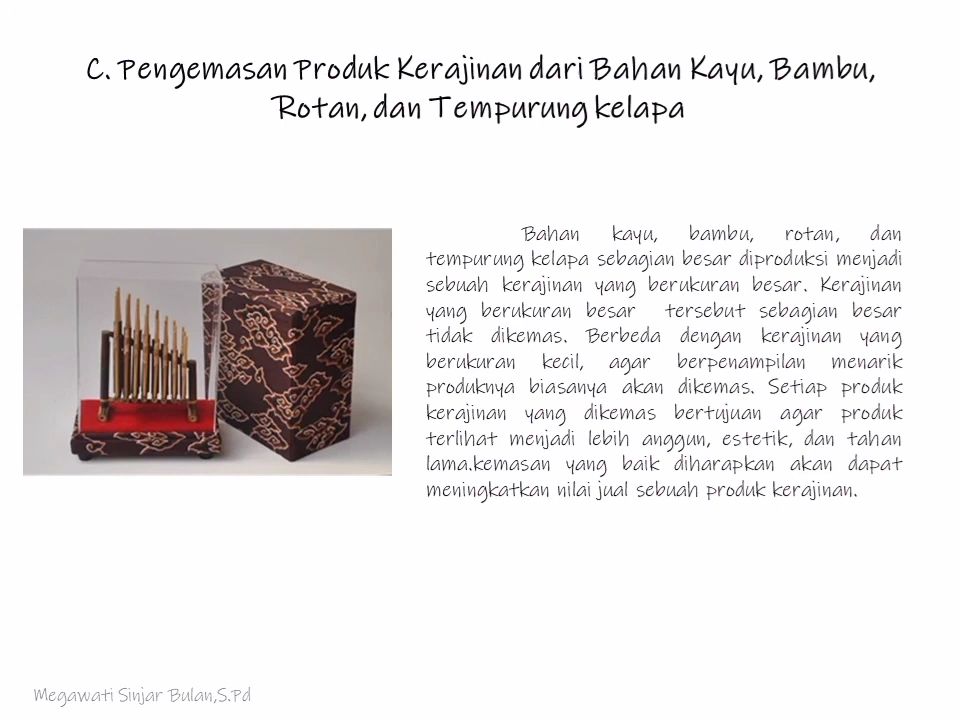 C. Pengemasan Produk Kerajinan dari Bahan Kayu, Bambu,
Rotan, dan Tempurung kelapa
Bahan kayu, bambu, rotan, dan
tempurung kelapa sebagian besar diproduksi menjadi
sebuah kerajinan yang berukuran besar. Kerajinan
yang berukuran besar tersebut sebagian besar
tidak dikemas. Berbeda dengan kerajinan yang
berukuran kecil, agar berpenampilan menarik
produknya biasanya akan dikemas. Setiap produk
kerajinan yang dikemas bertujuan agar produk
terlihat menjadi lebih anggun, estetik, dan tahan
lama.kemasan yang baik diharapkan akan dapat
meningkatkan nilai jual sebuah produk kerajinan.
Megawati Sinjar Bulan,S.Pd